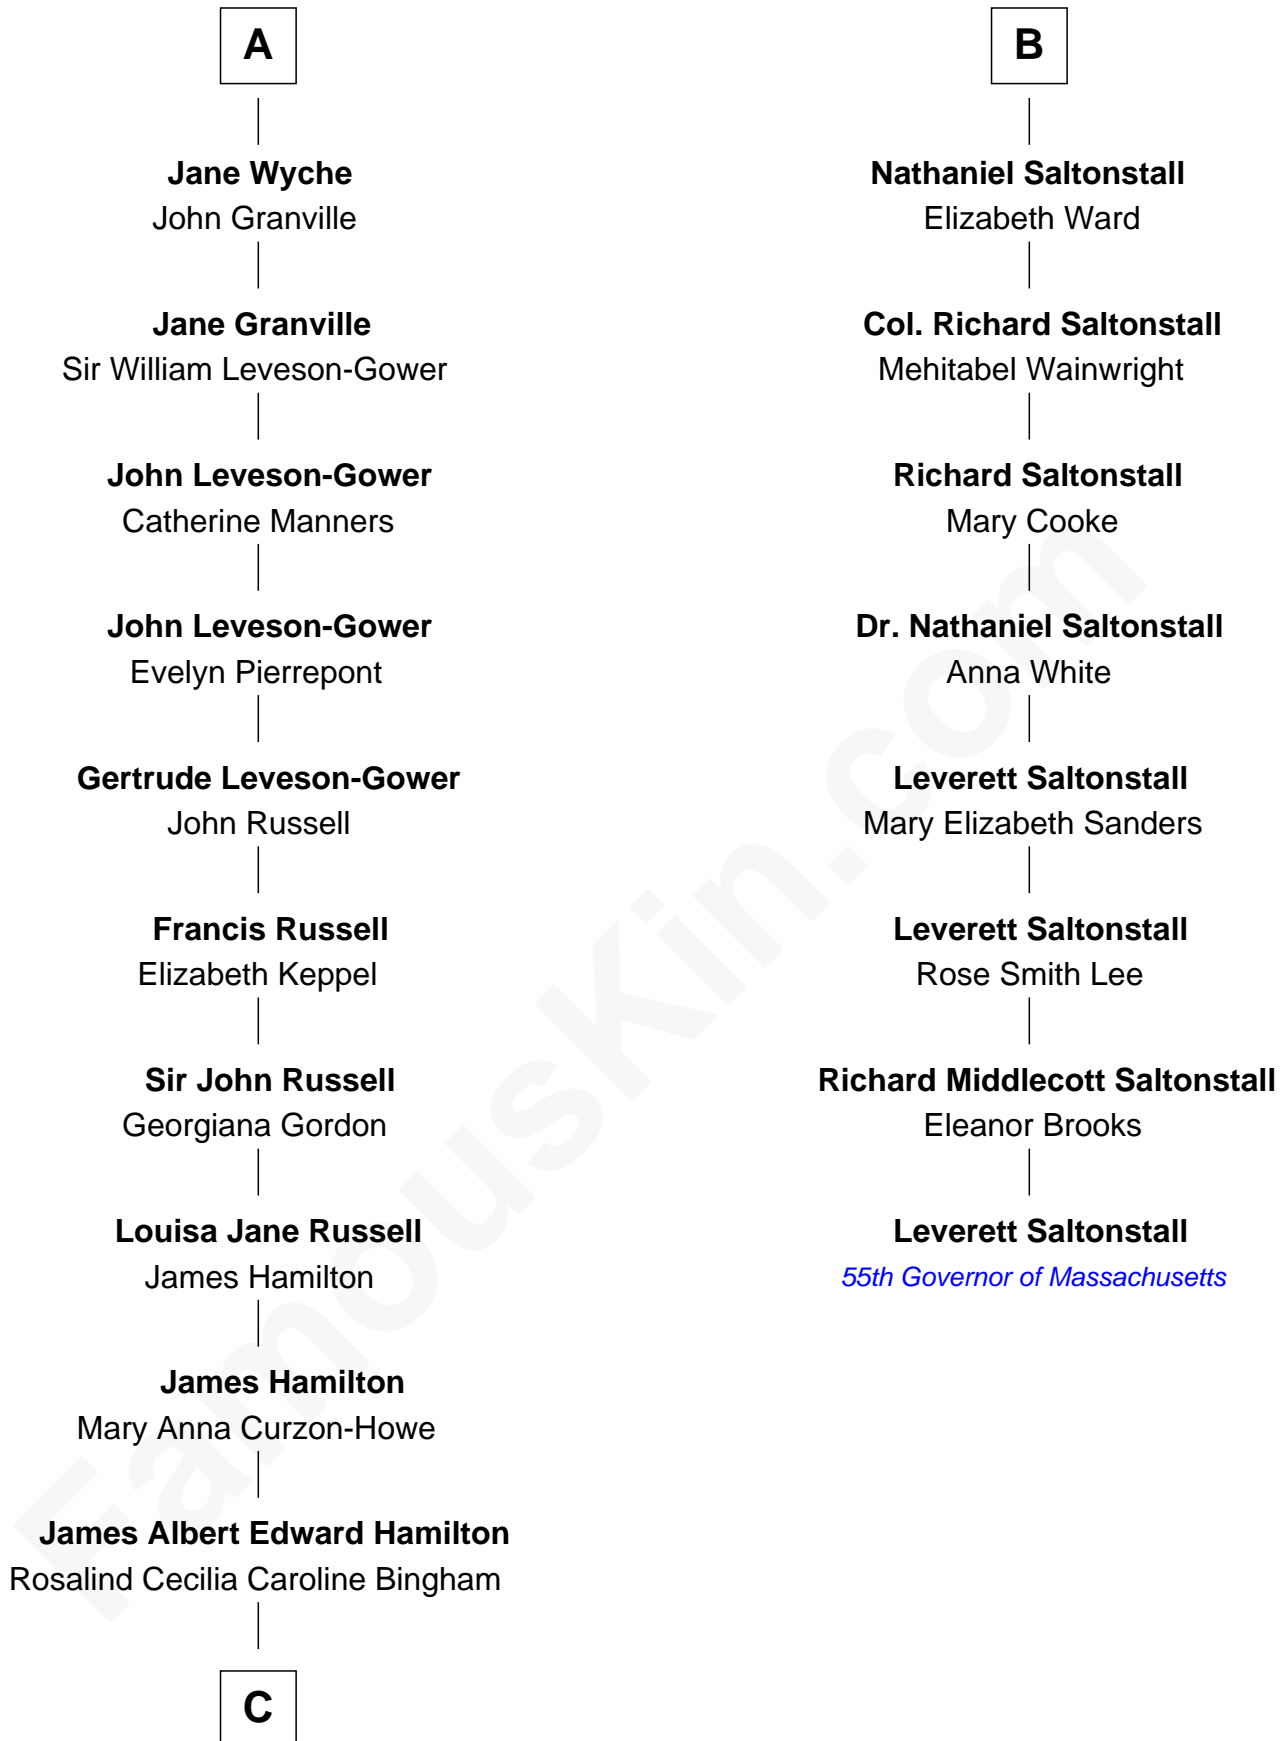 A
Jane Wyche
John Granville
Jane Granville
Sir William Leveson-Gower
John Leveson-Gower
Catherine Manners
John Leveson-Gower
Evelyn Pierrepont
Gertrude Leveson-Gower
John Russell
Francis Russell
Elizabeth Keppel
Sir John Russell
Georgiana Gordon
Louisa Jane Russell
James Hamilton
James Hamilton
Mary Anna Curzon-Howe
James Albert Edward Hamilton
Rosalind Cecilia Caroline Bingham
C
B
Nathaniel Saltonstall
Elizabeth Ward
Col. Richard Saltonstall
Mehitabel Wainwright
Richard Saltonstall
Mary Cooke
Dr. Nathaniel Saltonstall
Anna White
Leverett Saltonstall
Mary Elizabeth Sanders
Leverett Saltonstall
Rose Smith Lee
Richard Middlecott Saltonstall
Eleanor Brooks
Leverett Saltonstall
55th Governor of Massachusetts
FamousKin.com